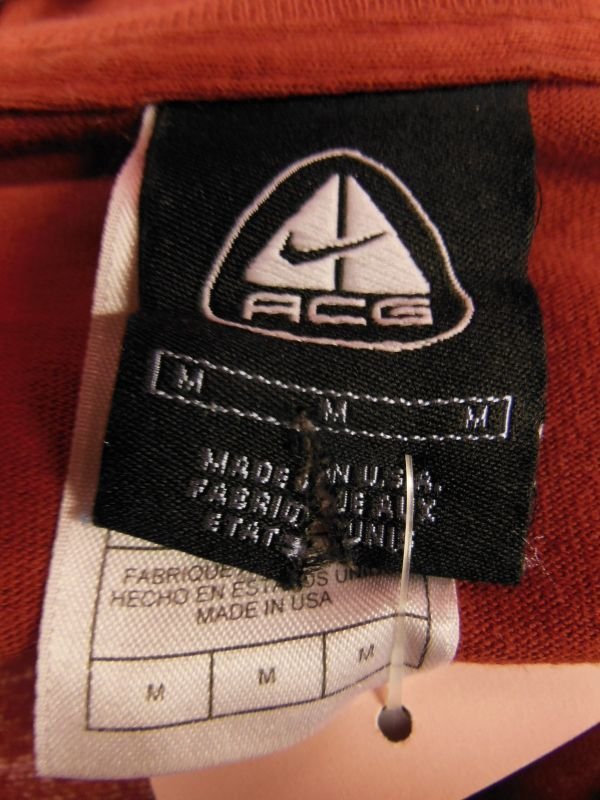 ACG
M M M
MADE IN U.S.A.
FABRIQUE AUX
ETATS UNIS
FABRIQUE
HECHO EN ESTADOS UNIDOS
MADE IN USA
M M M